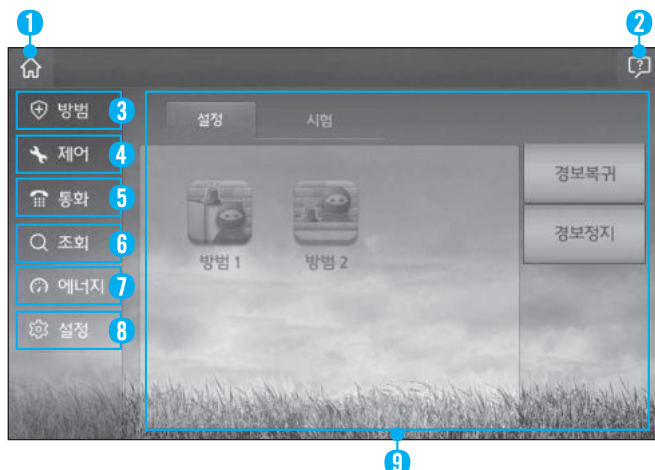 1
2
방범 3
제어 4
통화 5
조회 6
에너지 7
설정 8
설정 시험
방범 1 방범 2
경보복귀
경보정지
9